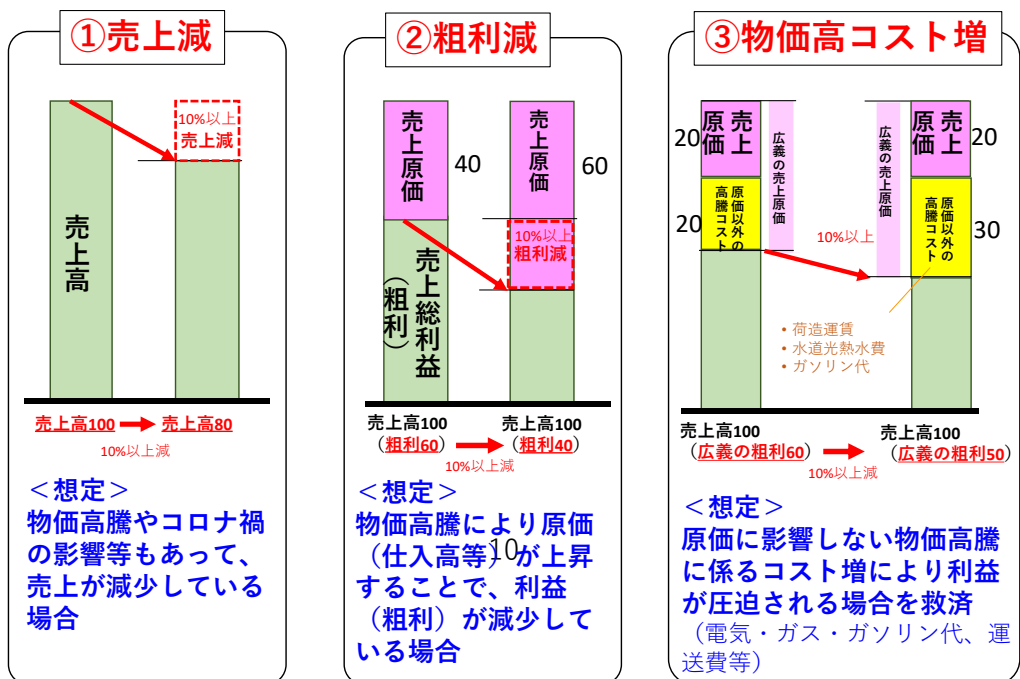 ①売上減
10%以上
売上減
売上高
売上高100
売上高80
10%以上減
＜想定＞
物価高騰やコロナ禍
の影響等もあって、
売上が減少している
場合
②粗利減
売上原価
40
売上原価
60
10%以上
粗利減
売上総利益
（粗利）
売上高100
（粗利60）
売上高100
（粗利40）
10%以上減
＜想定＞
物価高騰により原価
（仕入高等）が上昇
することで、利益
（粗利）が減少して
いる場合
10
③物価高コスト増
20
売上
原価
広義の売上原価
広義の売上原価
売上
原価
20
20
原価以外の
高騰コスト
10%以上
原価以外の
高騰コスト
30
• 荷造運賃
• 水道光熱水費
• ガソリン代
売上高100
（広義の粗利60）
売上高100
（広義の粗利50）
10%以上減
＜想定＞
原価に影響しない物価高騰
に係るコスト増により利益
が圧迫される場合を救済
（電気・ガス・ガソリン代、運
送費等）